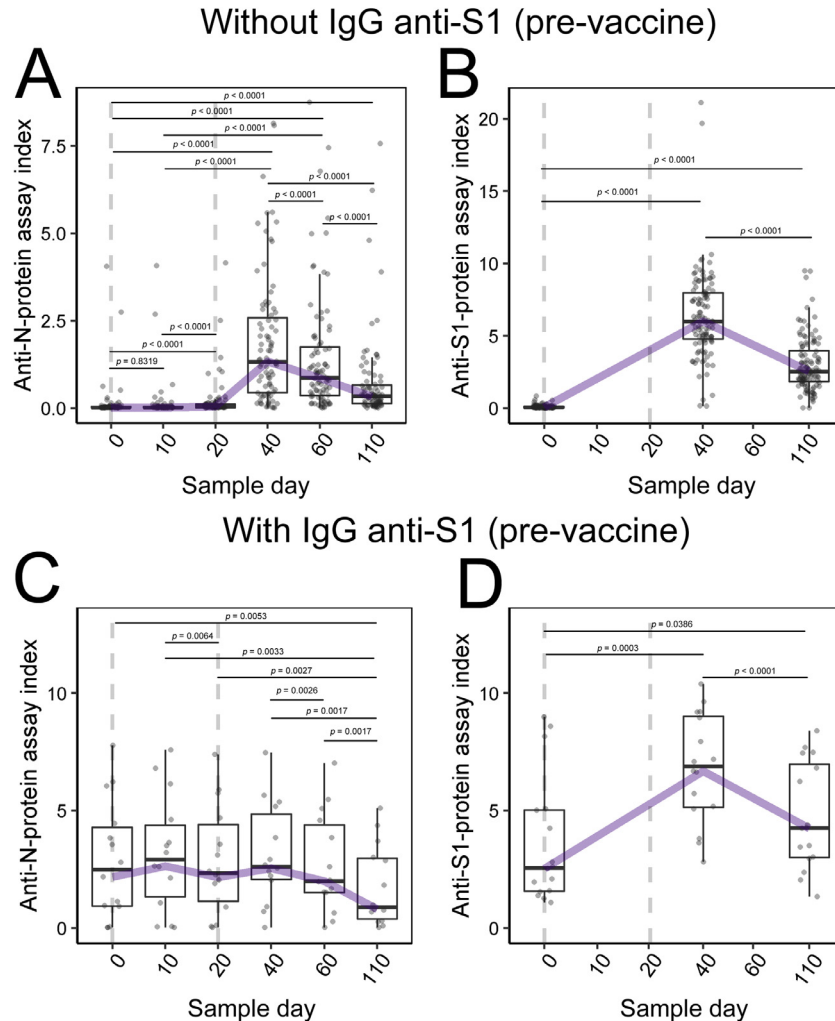 Without IgG anti-S1 (pre-vaccine)
A
B
Anti-N-protein assay index
7.5
5.0
2.5
0.0
p < 0.0001
p < 0.0001
p < 0.0001
p < 0.0001
p < 0.0001
p < 0.0001
p < 0.0001
p < 0.0001
p < 0.0001
p < 0.0001
p = 0.8319
0
10
20
40
60
110
Sample day
Anti-S1-protein assay index
20
15
10
5
0
p < 0.0001
p < 0.0001
p < 0.0001
0
10
20
40
60
110
Sample day
With IgG anti-S1 (pre-vaccine)
C
D
Anti-N-protein assay index
10
5
0
p = 0.0053
p = 0.0064
p = 0.0033
p = 0.0027
p = 0.0026
p = 0.0017
p = 0.0017
0
10
20
40
60
110
Sample day
Anti-S1-protein assay index
10
5
0
p = 0.0386
p = 0.0003
p < 0.0001
0
10
20
40
60
110
Sample day